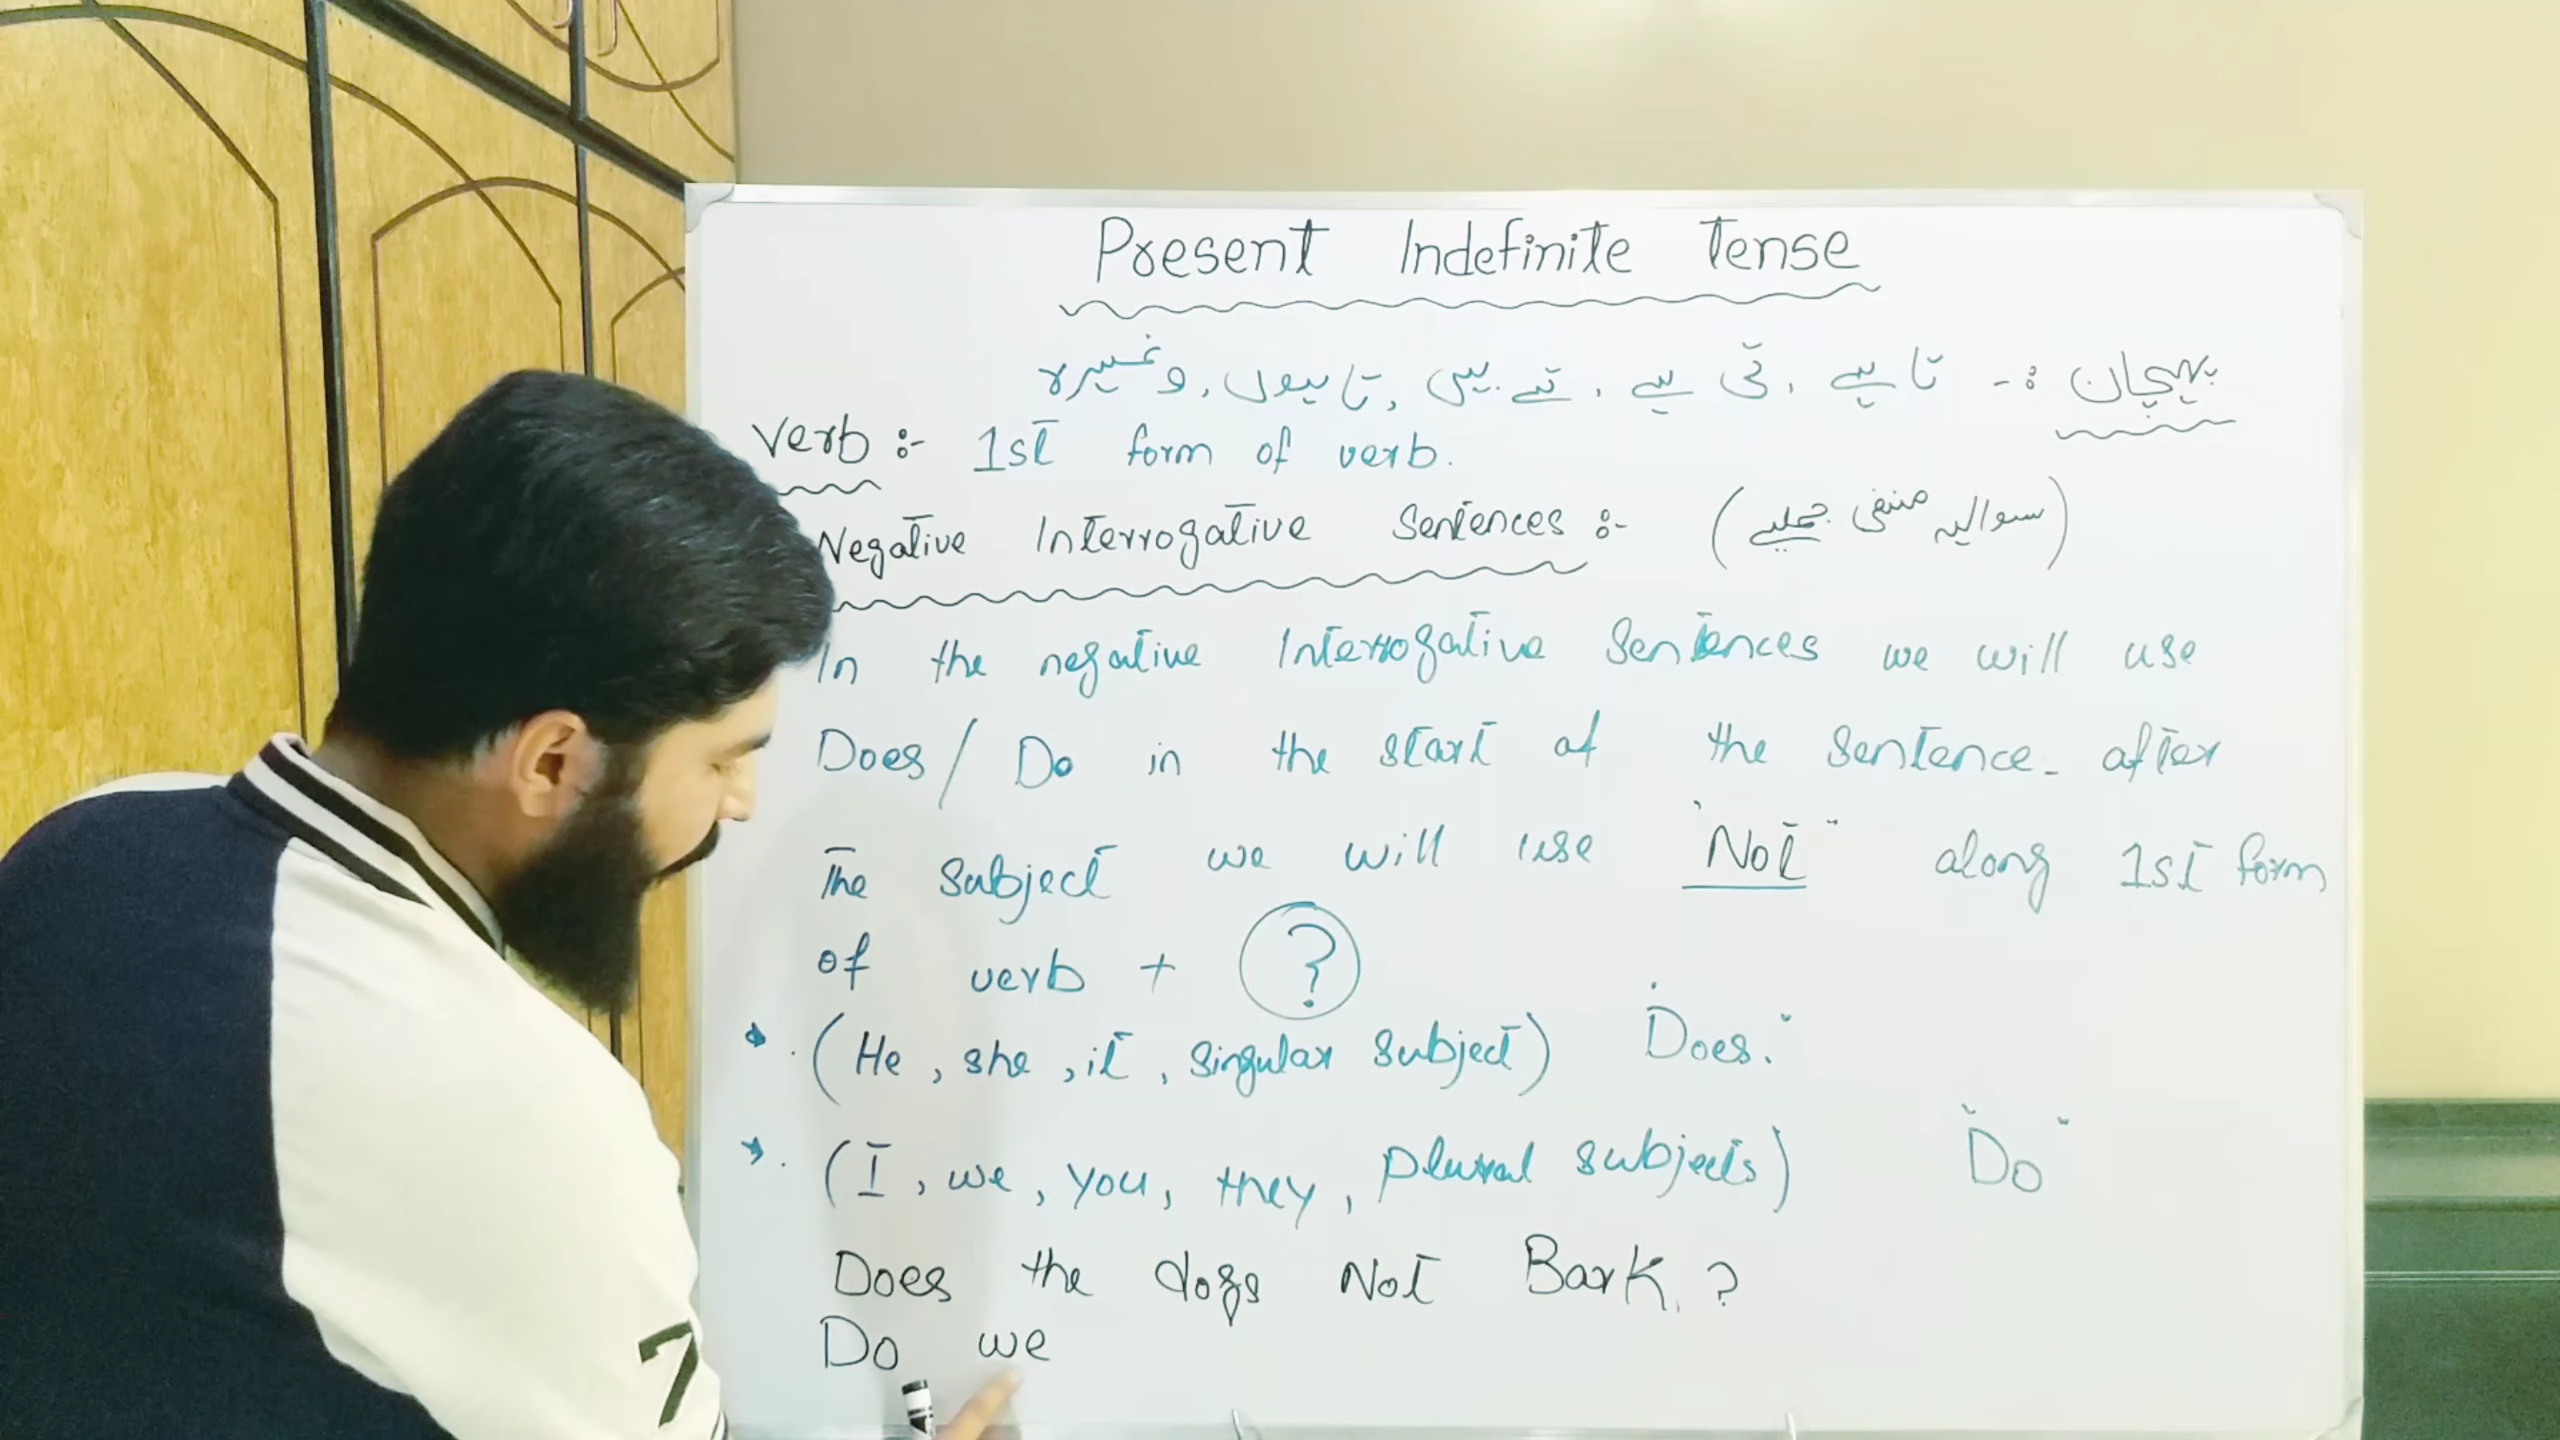 Present Indefinite Tense
پہچان :- تا ہے ، تی ہے ، تے ہیں ، تا ہوں ، وغیرہ
Verb :- 1st form of verb.
Negative Interrogative Sentences :- (سوالیہ منفی جملے)
In the negative Interrogative Sentences we will use
Does / Do in the start of the sentence. after
The subject we will use "Not" along 1st form
of verb + ?
(He, she, it, singular subject) "Does."
(I, we, you, they, plural subjects) "Do"
Does the dogs Not Bark. ?
Do we
7